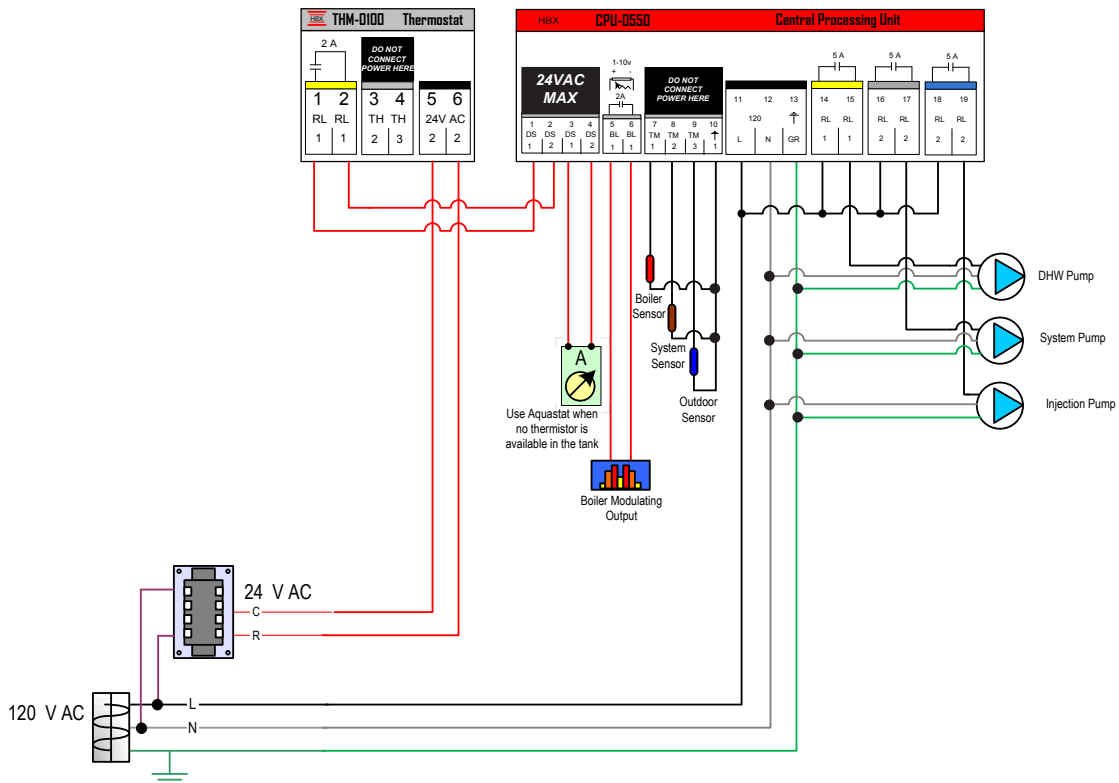 HBX THM-0100 Thermostat
2 A
DO NOT
CONNECT
POWER HERE
1 2 3 4 5 6
RL RL TH TH 24V AC
1 1 2 3 2 2
HBX CPU-0550 Central Processing Unit
24VAC
MAX
1-10v
+ -
2A
DO NOT
CONNECT
POWER HERE
5 A 5 A 5 A
1 2 3 4 5 6 7 8 9 10 11 12 13 14 15 16 17 18 19
DS DS DS DS BL BL TM TM TM 120 RL RL RL RL RL RL
1 2 1 2 1 1 1 2 3 1 L N GR 1 1 2 2 2 2
DHW Pump
Boiler
Sensor
System Pump
System
Sensor
A
Outdoor
Sensor
Injection Pump
Use Aquastat when
no thermistor is
available in the tank
Boiler Modulating
Output
24 V AC
C
R
120 V AC
L
N